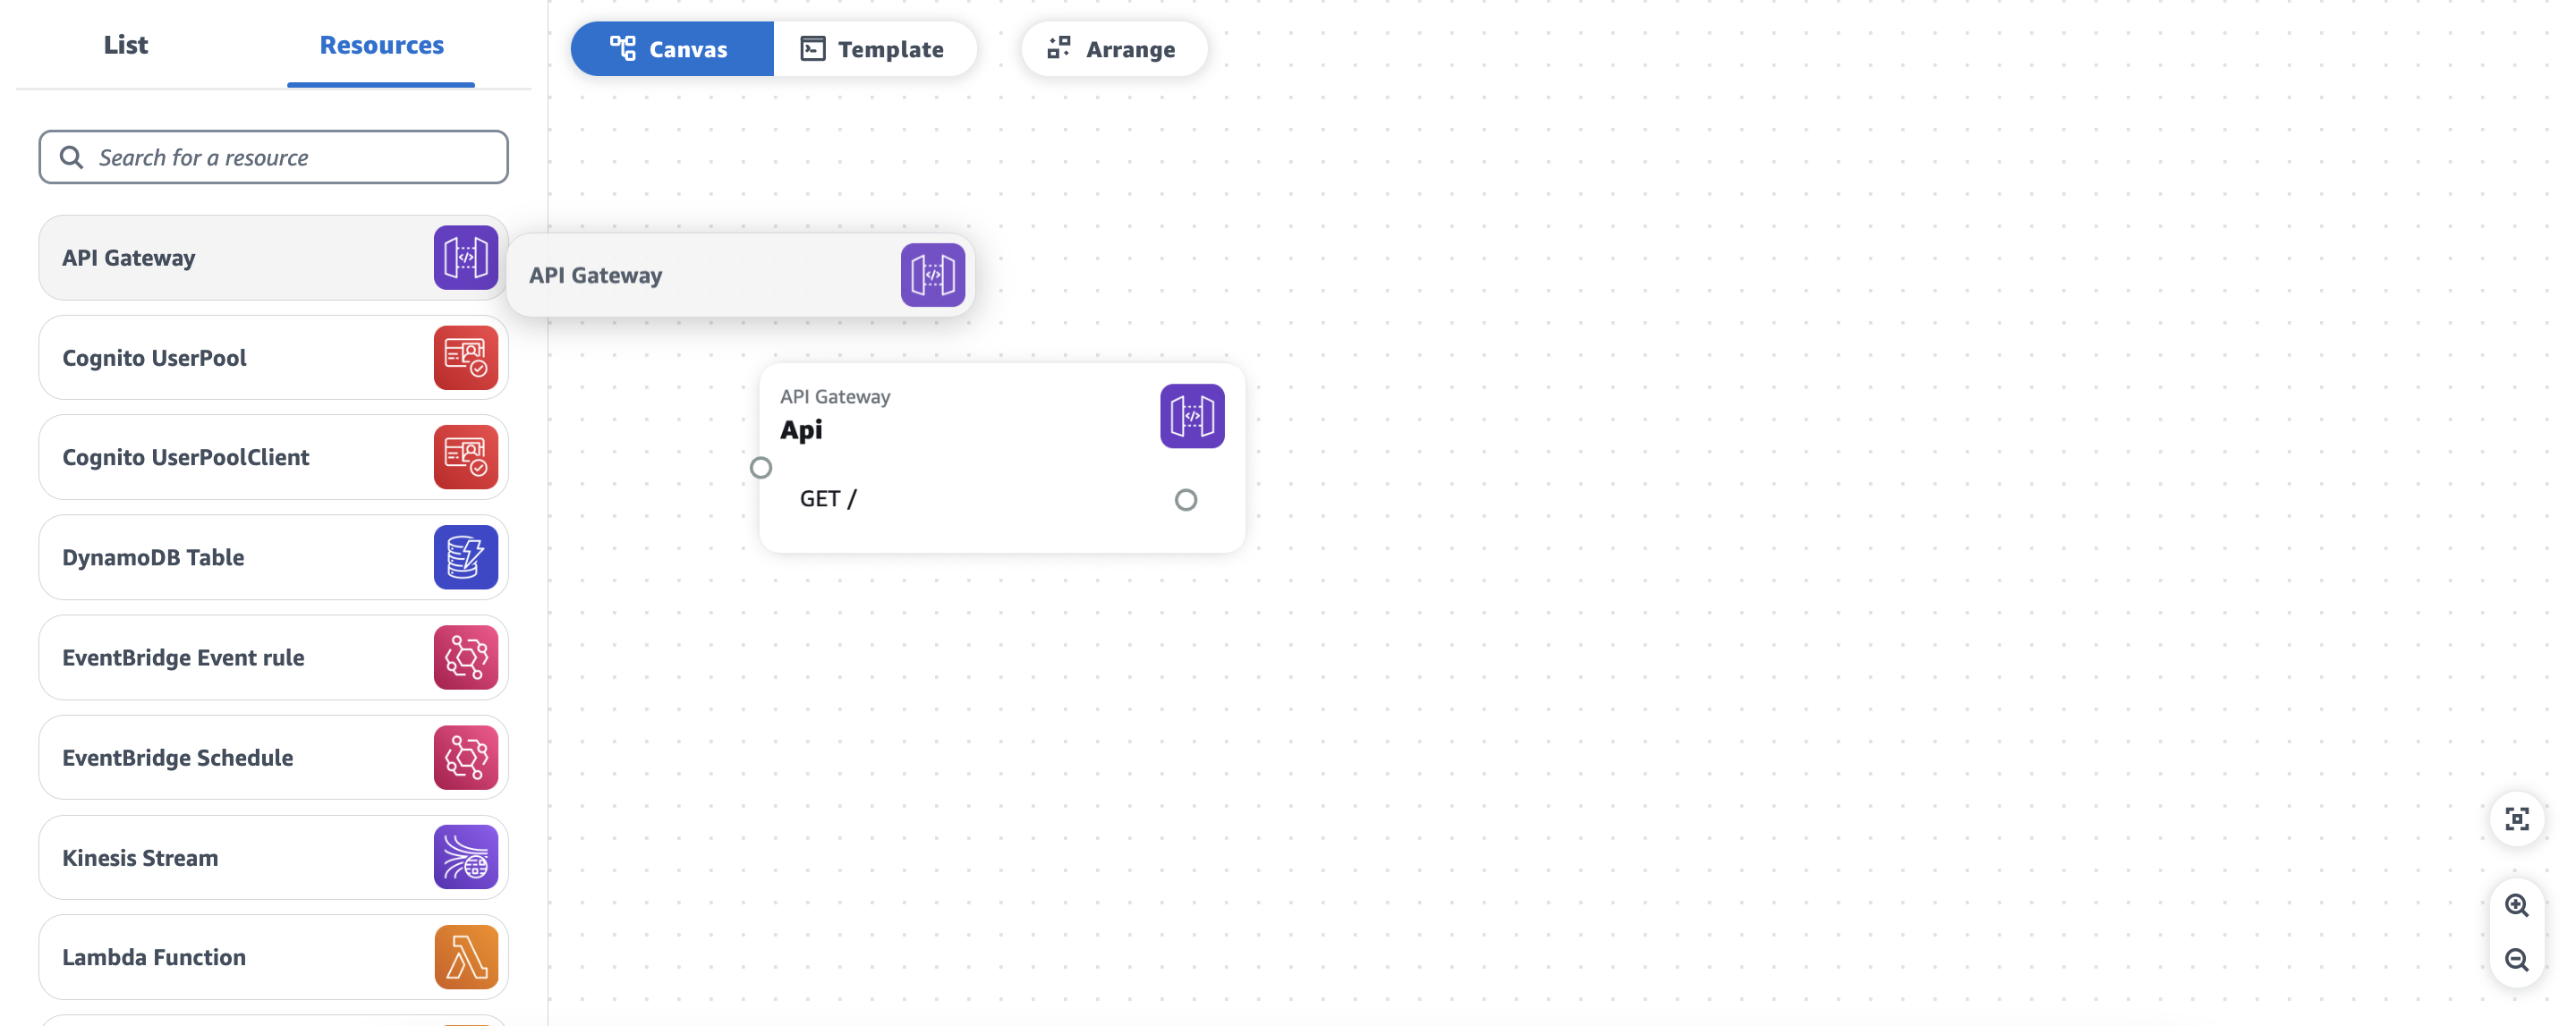 List
Resources
Canvas
Template
Arrange
Search for a resource
API Gateway
Cognito UserPool
Cognito UserPoolClient
DynamoDB Table
EventBridge Event rule
EventBridge Schedule
Kinesis Stream
Lambda Function
API Gateway
API Gateway
Api
GET /